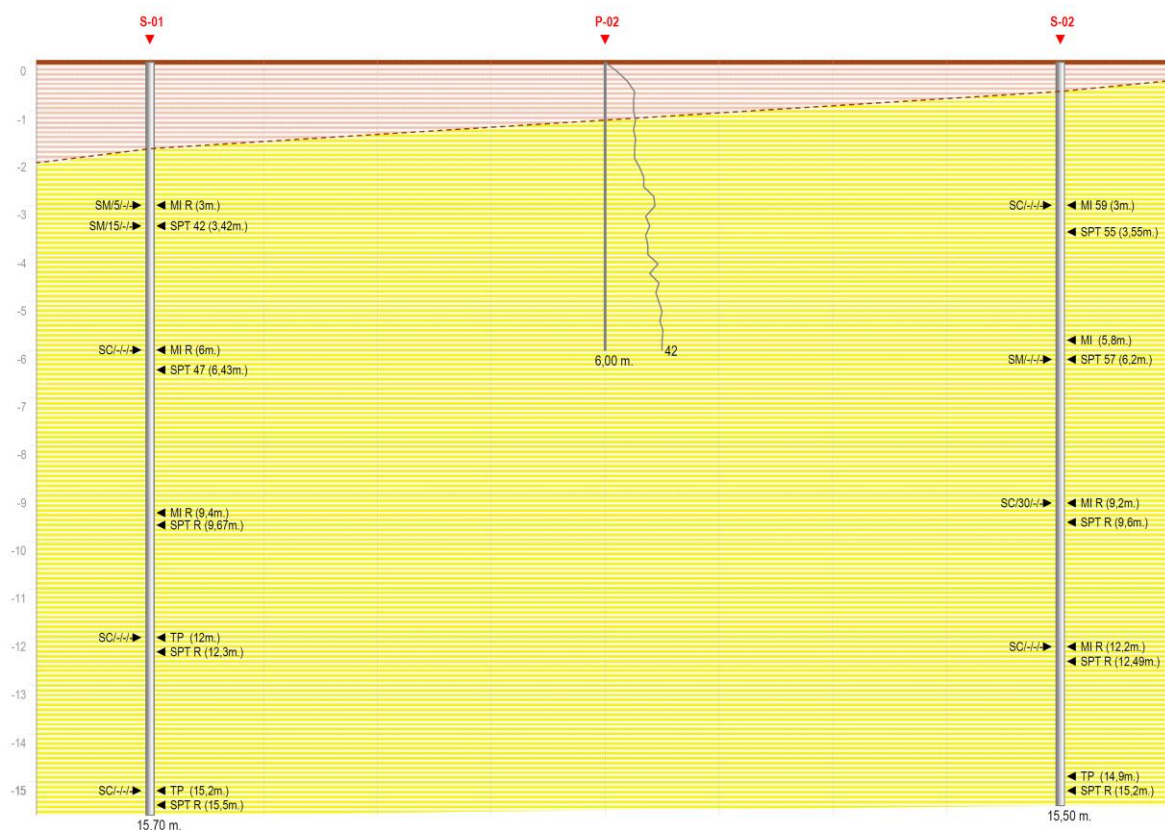 S-01 P-02 S-02
0
-1
-2
SM/5/-/- MI R (3m.) SC/-/-/- MI 59 (3m.)
-3
SM/15/-/- SPT 42 (3,42m.) SPT 55 (3,55m.)
-4
-5
MI (5,8m.)
SC/-/-/- MI R (6m.) 42
6,00 m.
-6 SM/-/-/- SPT 57 (6,2m.)
SPT 47 (6,43m.)
-7
-8
-9 SC/30/-/- MI R (9,2m.)
MI R (9,4m.)
SPT R (9,67m.) SPT R (9,6m.)
-10
-11
SC/-/-/- TP (12m.)
-12 SC/-/-/- MI R (12,2m.)
SPT R (12,3m.) SPT R (12,49m.)
-13
-14
TP (14,9m.)
-15 SC/-/-/- TP (15,2m.) SPT R (15,2m.)
SPT R (15,5m.)
15,70 m. 15,50 m.